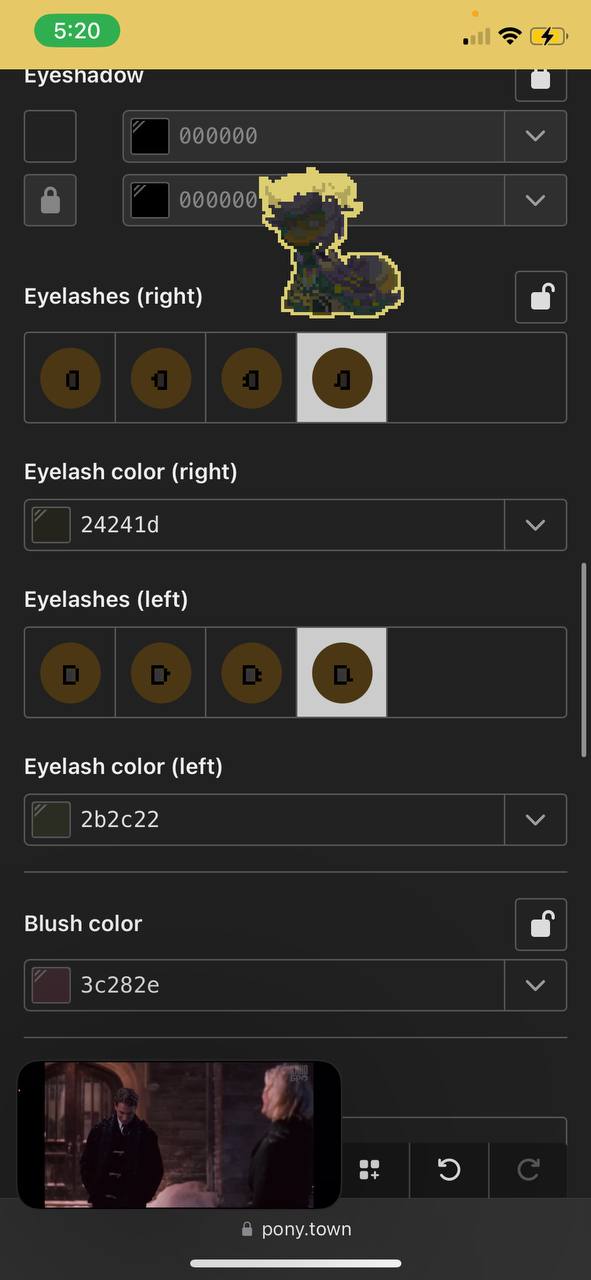 5:20
Eyeshadow
000000
000000
Eyelashes (right)
Eyelash color (right)
24241d
Eyelashes (left)
Eyelash color (left)
2b2c22
Blush color
3c282e
pony.town